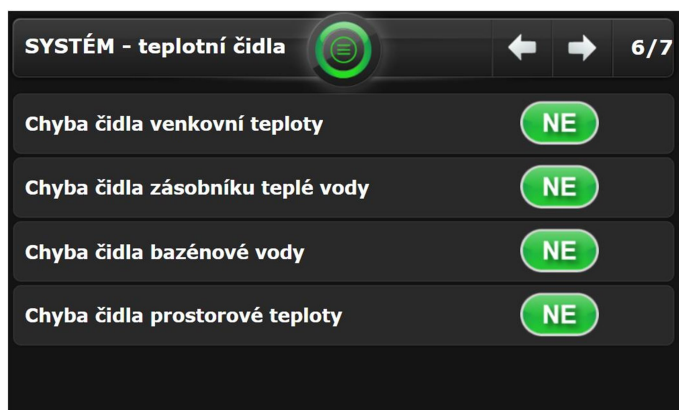 SYSTÉM - teplotní čidla
6/7
Chyba čidla venkovní teploty NE
Chyba čidla zásobníku teplé vody NE
Chyba čidla bazénové vody NE
Chyba čidla prostorové teploty NE